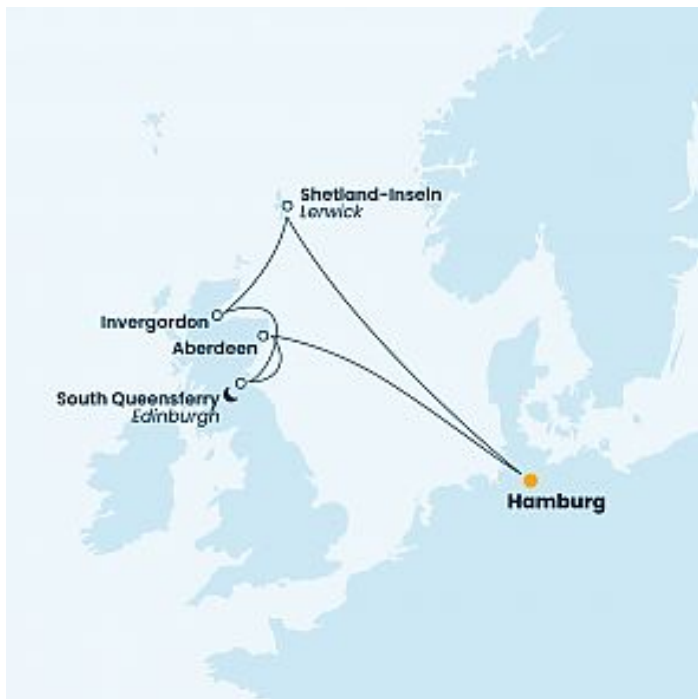 Shetland-Inseln
Lerwick
Invergordon
Aberdeen
South Queensferry
Edinburgh
Hamburg